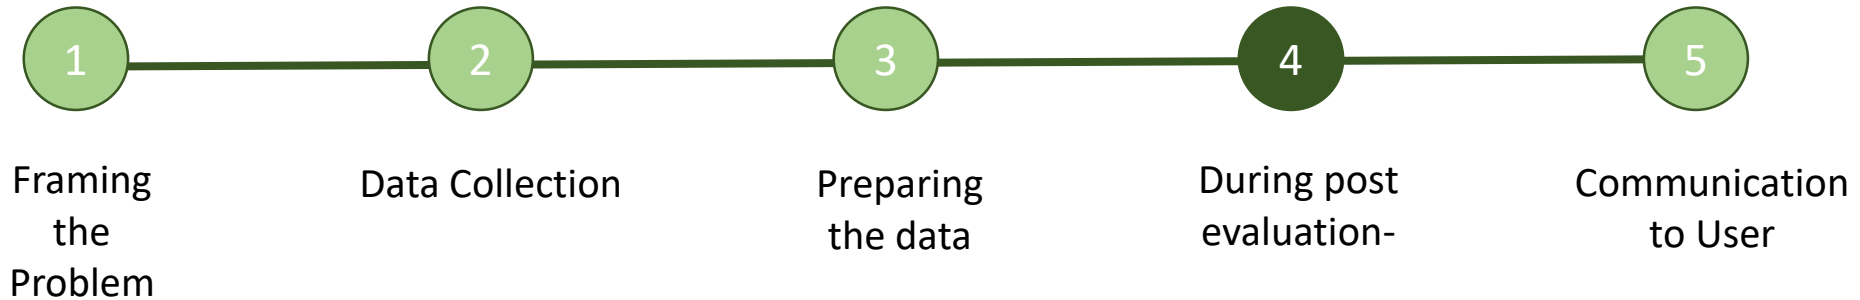 1
2
3
4
5
Framing
the
Problem
Data Collection
Preparing
the data
During post
evaluation-
Communication
to User